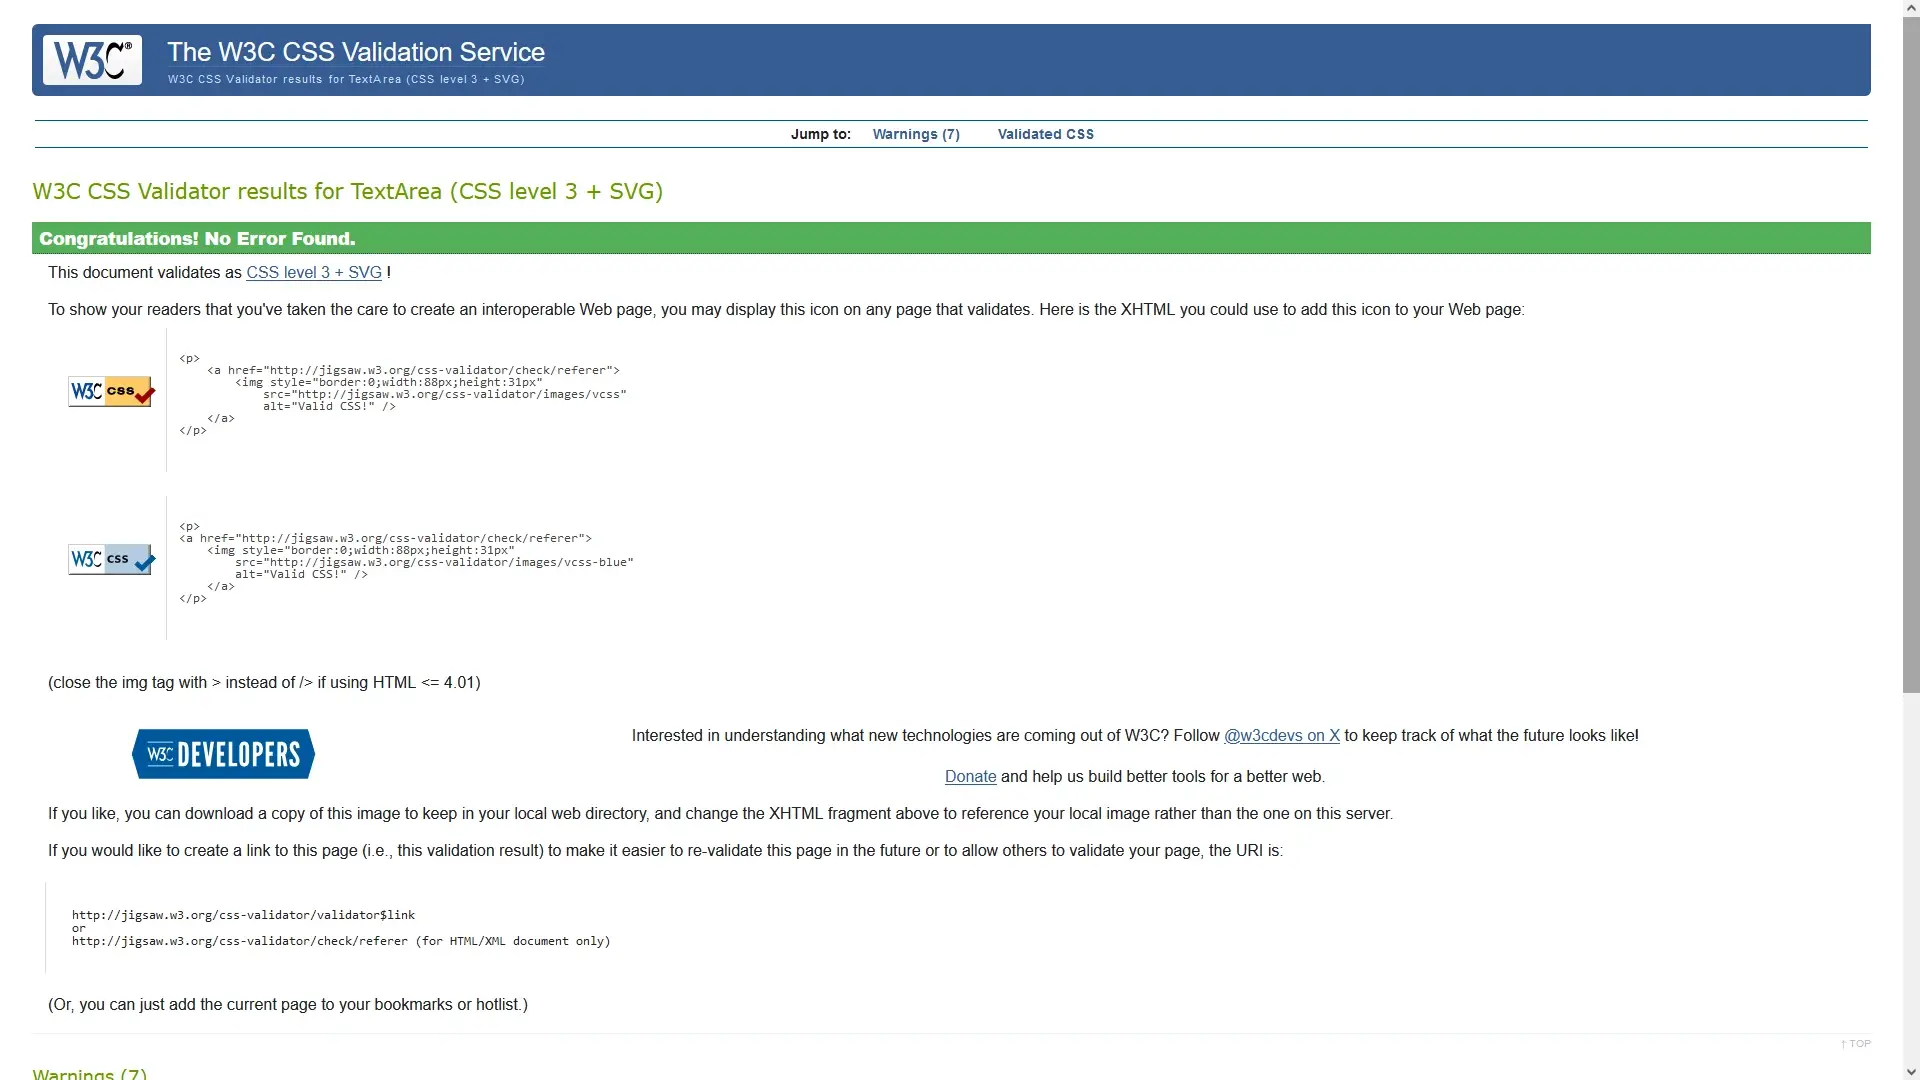 W3C®
The W3C CSS Validation Service
W3C CSS Validator results for TextArea (CSS level 3 + SVG)
Jump to: Warnings (7) Validated CSS
W3C CSS Validator results for TextArea (CSS level 3 + SVG)
Congratulations! No Error Found.
This document validates as CSS level 3 + SVG !
To show your readers that you've taken the care to create an interoperable Web page, you may display this icon on any page that validates. Here is the XHTML you could use to add this icon to your Web page:
W3C css
<p>
    <a href="http://jigsaw.w3.org/css-validator/check/referer">
        <img style="border:0;width:88px;height:31px"
            src="http://jigsaw.w3.org/css-validator/images/vcss"
            alt="Valid CSS!" />
    </a>
</p>
W3C css
<p>
<a href="http://jigsaw.w3.org/css-validator/check/referer">
    <img style="border:0;width:88px;height:31px"
        src="http://jigsaw.w3.org/css-validator/images/vcss-blue"
        alt="Valid CSS!" />
    </a>
</p>
(close the img tag with > instead of /> if using HTML <= 4.01)
W3C DEVELOPERS
Interested in understanding what new technologies are coming out of W3C? Follow @w3cdevs on X to keep track of what the future looks like!
Donate and help us build better tools for a better web.
If you like, you can download a copy of this image to keep in your local web directory, and change the XHTML fragment above to reference your local image rather than the one on this server.
If you would like to create a link to this page (i.e., this validation result) to make it easier to re-validate this page in the future or to allow others to validate your page, the URI is:
http://jigsaw.w3.org/css-validator/validator$link
or
http://jigsaw.w3.org/css-validator/check/referer (for HTML/XML document only)
(Or, you can just add the current page to your bookmarks or hotlist.)
↑ TOP
Warnings (7)